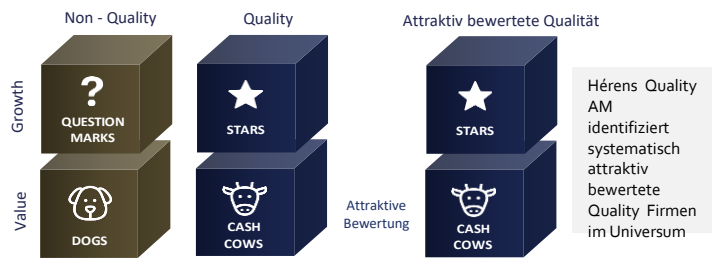 Non - Quality
Quality
Attraktiv bewertete Qualität
Growth
?
QUESTION
MARKS
STARS
STARS
Value
DOGS
CASH
COWS
Attraktive
Bewertung
CASH
COWS
Hérens Quality
AM
identifiziert
systematisch
attraktiv
bewertete
Quality Firmen
im Universum